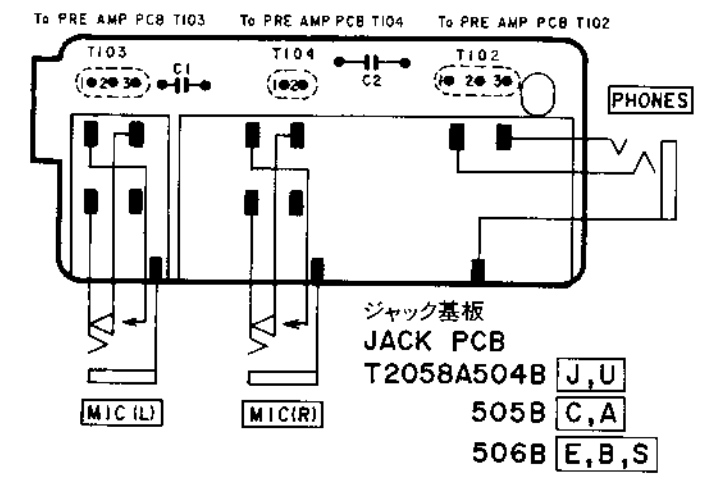 To PRE AMP PCB T103
To PRE AMP PCB T104
To PRE AMP PCB T102
T103
T104
T102
C1
C2
1 2 3
1 2
1 2 3
PHONES
ジャック基板
JACK PCB
T2058A504B J,U
505B C,A
506B E,B,S
MIC(L)
MIC(R)